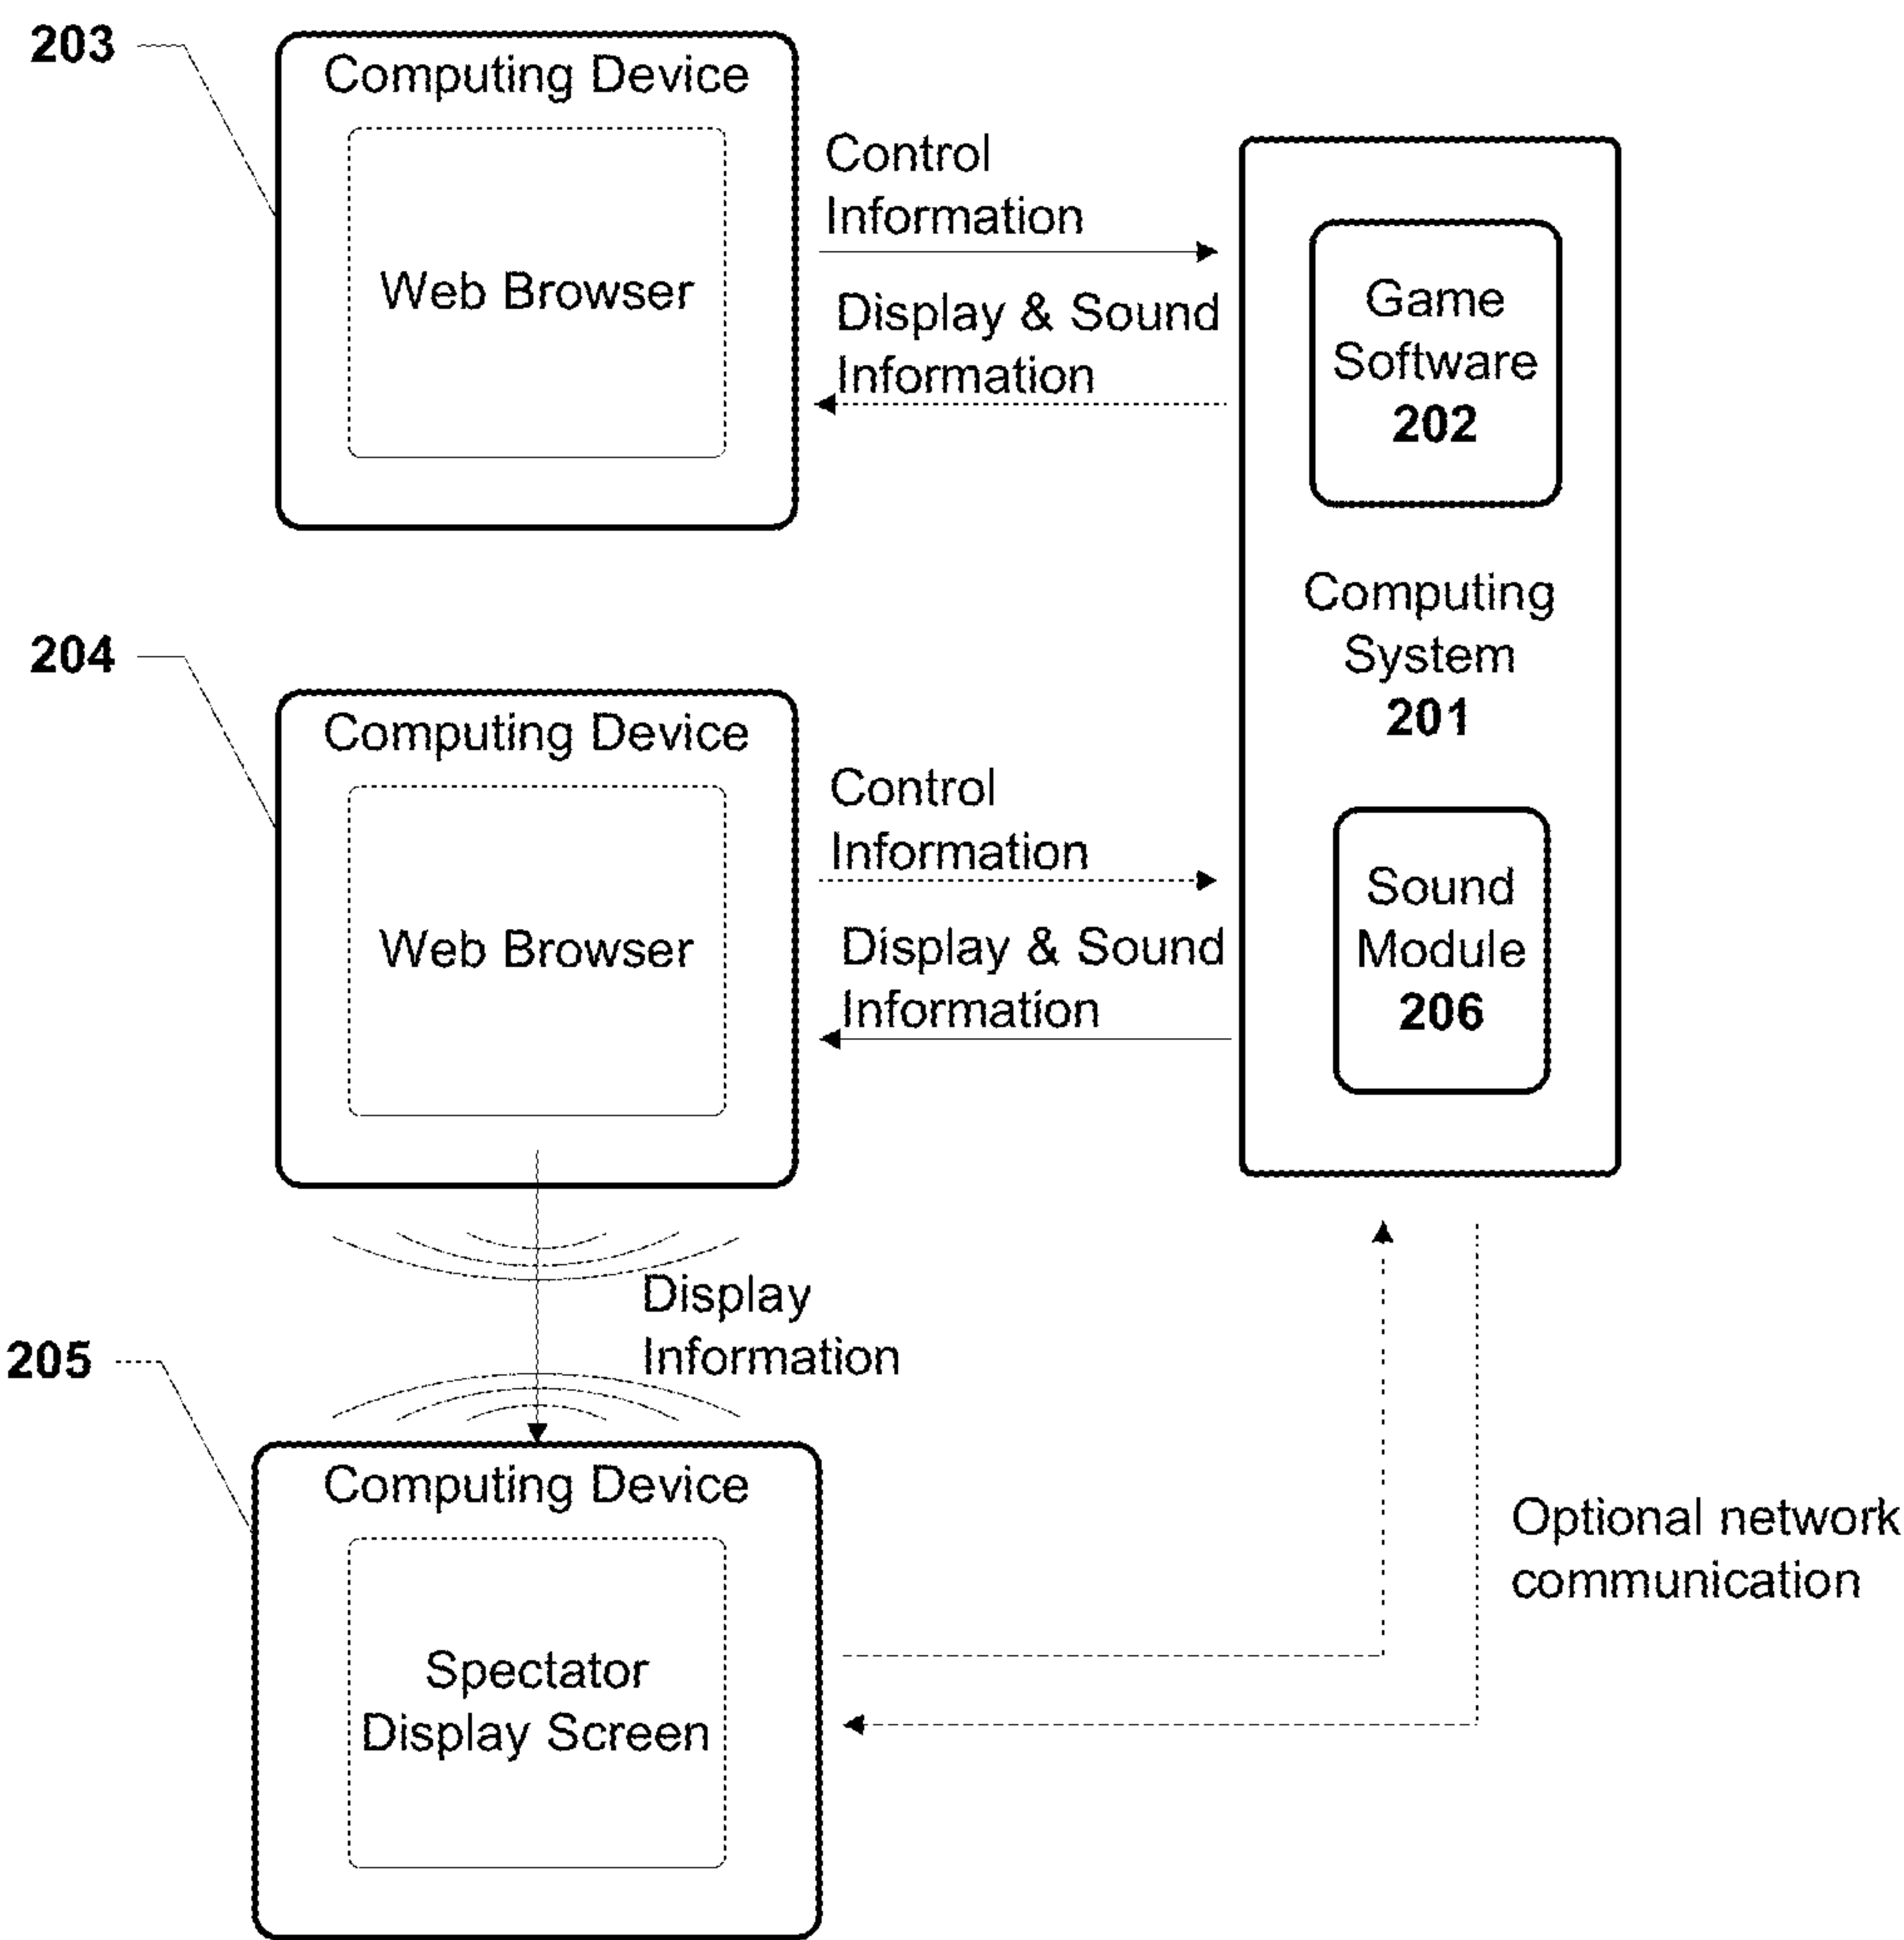 203
Computing Device
Web Browser
Control
Information
Display & Sound
Information
Game
Software
202
Computing
System
201
Sound
Module
206
204
Computing Device
Web Browser
Control
Information
Display & Sound
Information
Display
Information
205
Computing Device
Spectator
Display Screen
Optional network
communication